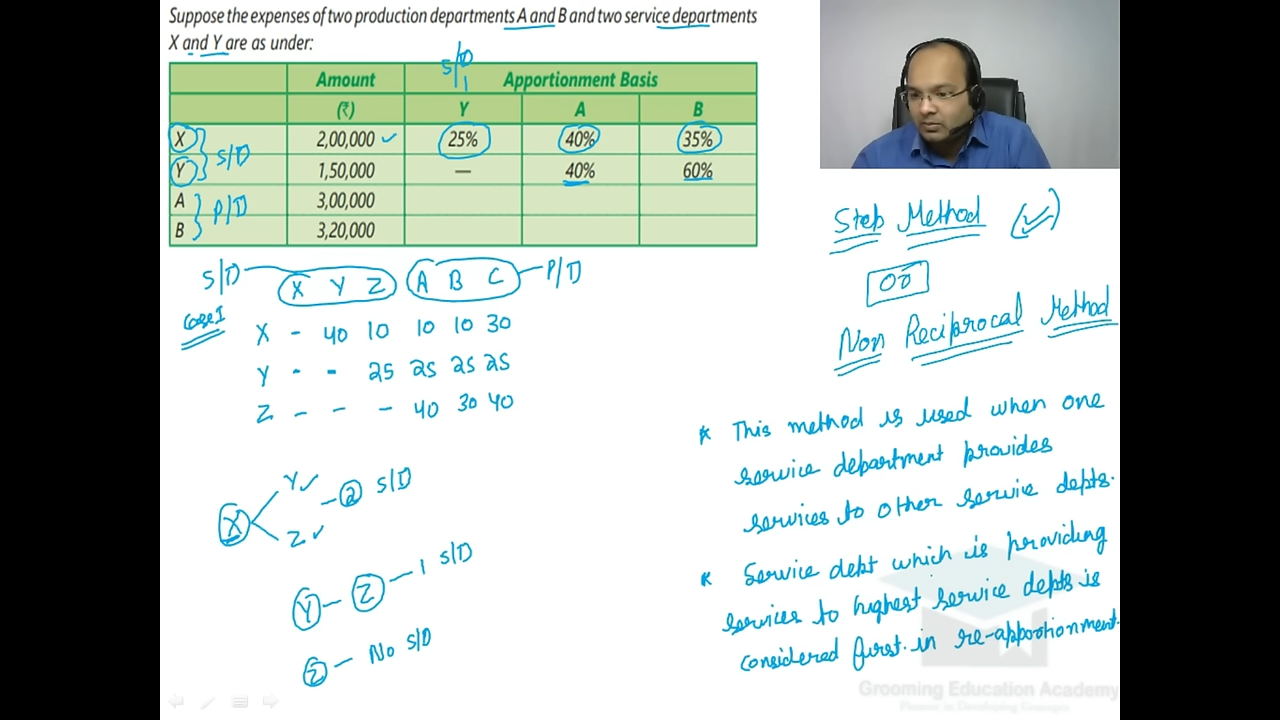 Suppose the expenses of two production departments A and B and two service departments
X and Y are as under:
S/D
Amount Apportionment Basis
(₹) Y A B
X 2,00,000 25% 40% 35%
Y 1,50,000 — 40% 60%
S/D
A 3,00,000
B 3,20,000
P/D
S/D X Y Z A B C P/D
Case I
X - 40 10 10 10 30
Y - - 25 25 25 25
Z - - - 40 30 40
X Y Z 2 S/D
Y - Z - 1 S/D
Z - No S/D
Step Method
Or
Non Reciprocal Method
* This method is used when one
service department provides
services to other service depts.
* Service dept which is providing
services to highest service depts is
considered first in re-apportionment.
Grooming Education Academy
Pioneer in Developing Concepts